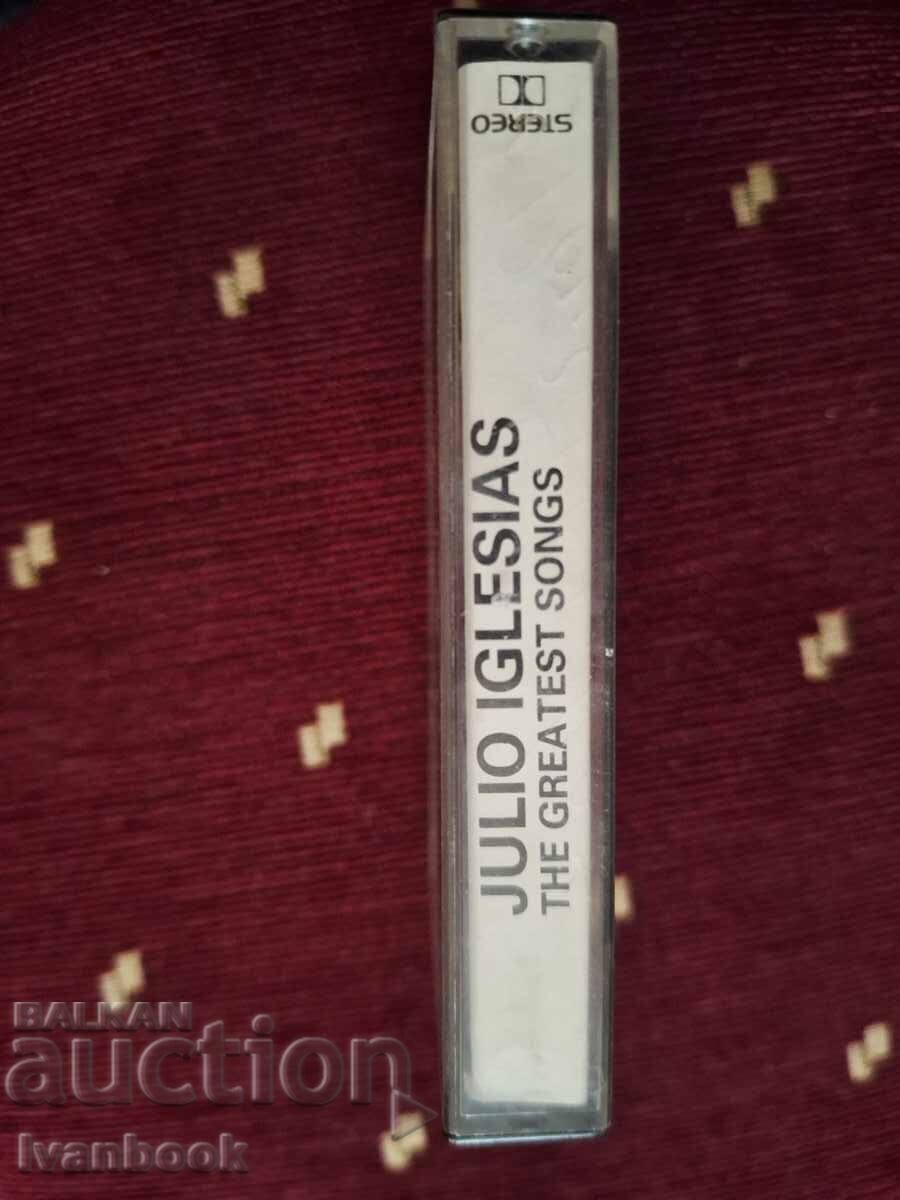 STEREO
JULIO IGLESIAS
THE GREATEST SONGS
BALKAN
auction
Ivanbook